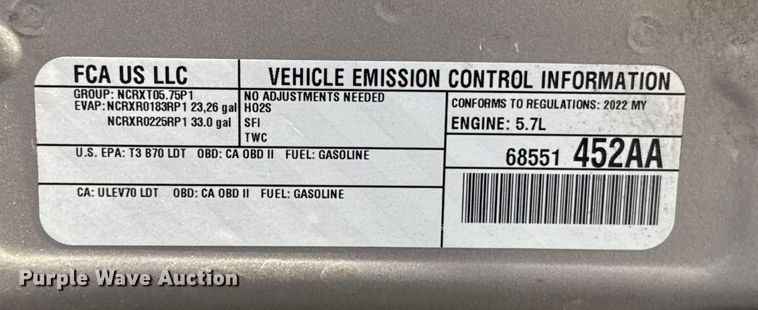 FCA US LLC
VEHICLE EMISSION CONTROL INFORMATION
GROUP: NCRXT05.75P1
EVAP: NCRXR0183RP1 23,26 gal
NCRXR0225RP1 33.0 gal
NO ADJUSTMENTS NEEDED
HO2S
SFI
TWC
CONFORMS TO REGULATIONS: 2022 MY
ENGINE: 5.7L
U.S. EPA: T3 B70 LDT OBD: CA OBD II FUEL: GASOLINE
68551 452AA
CA: ULEV70 LDT OBD: CA OBD II FUEL: GASOLINE
Purple Wave Auction